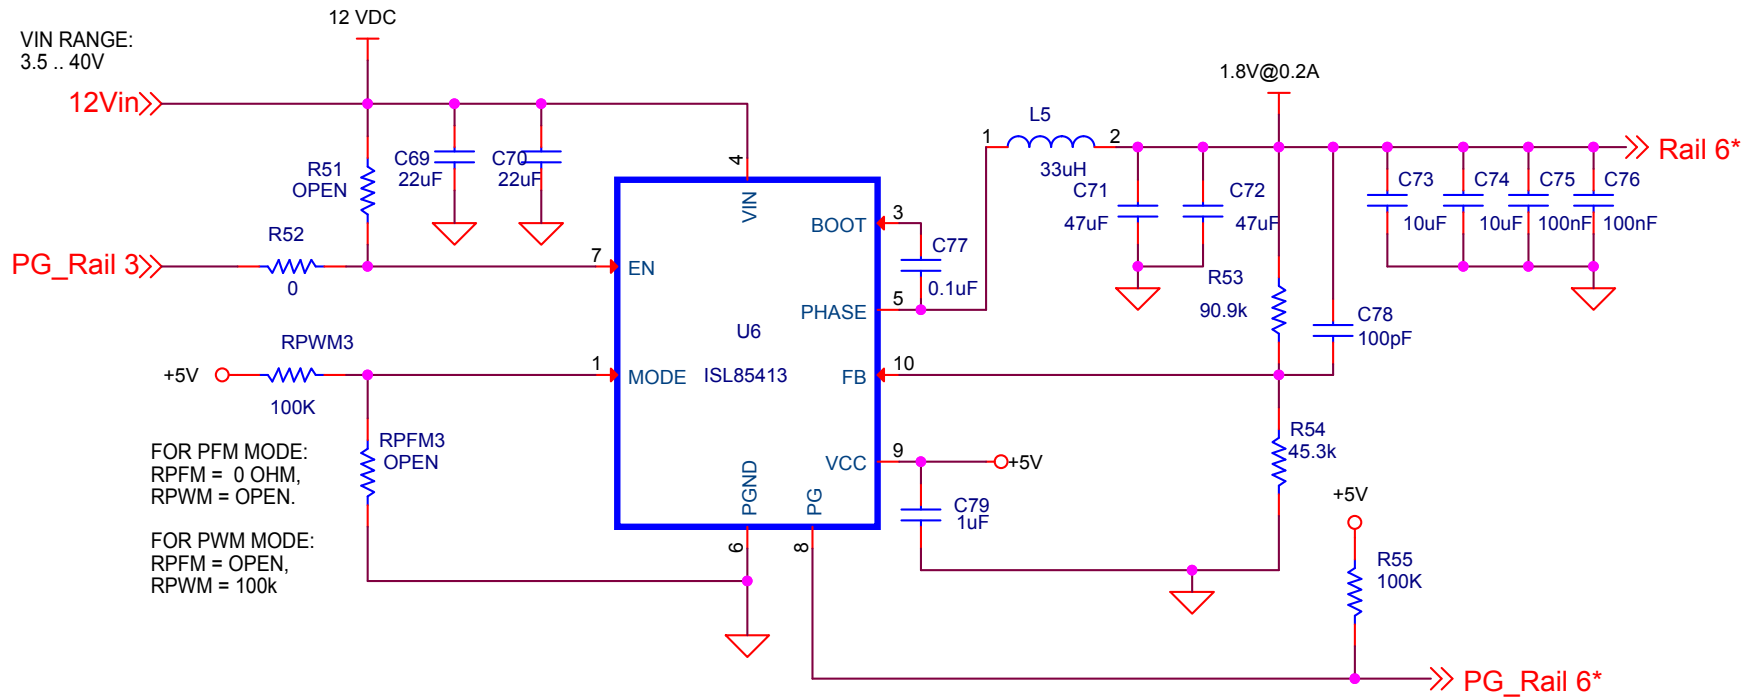 12 VDC
VIN RANGE:
3.5 .. 40V
12Vin
1.8V@0.2A
L5
1
2
33uH
Rail 6*
R51
OPEN
C69
22uF
C70
22uF
4
VIN
C71
47uF
C72
47uF
C73
10uF
C74
10uF
C75
100nF
C76
100nF
BOOT
3
C77
0.1uF
R52
0
PG_Rail 3
7
EN
PHASE
5
R53
90.9k
C78
100pF
U6
ISL85413
RPWM3
100K
+5V
1
MODE
FB
10
RPFM3
OPEN
R54
45.3k
FOR PFM MODE:
RPFM = 0 OHM,
RPWM = OPEN.
VCC
9
+5V
C79
1uF
PGND
PG
6
8
+5V
FOR PWM MODE:
RPFM = OPEN,
RPWM = 100k
R55
100K
PG_Rail 6*